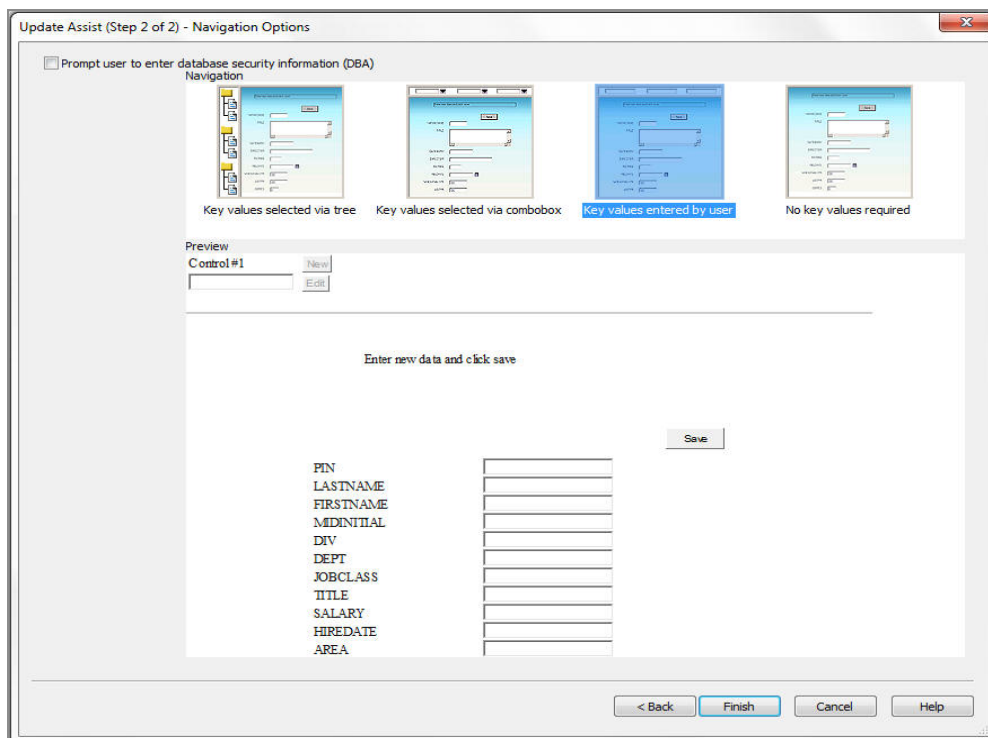 Update Assist (Step 2 of 2) - Navigation Options
Prompt user to enter database security information (DBA)
Navigation
Key values selected via tree
Key values selected via combobox
Key values entered by user
No key values required
Preview
Control #1
New
Edit
Enter new data and click save
Save
PIN
LASTNAME
FIRSTNAME
MIDINITIAL
DIV
DEPT
JOBCLASS
TITLE
SALARY
HIREDATE
AREA
< Back
Finish
Cancel
Help